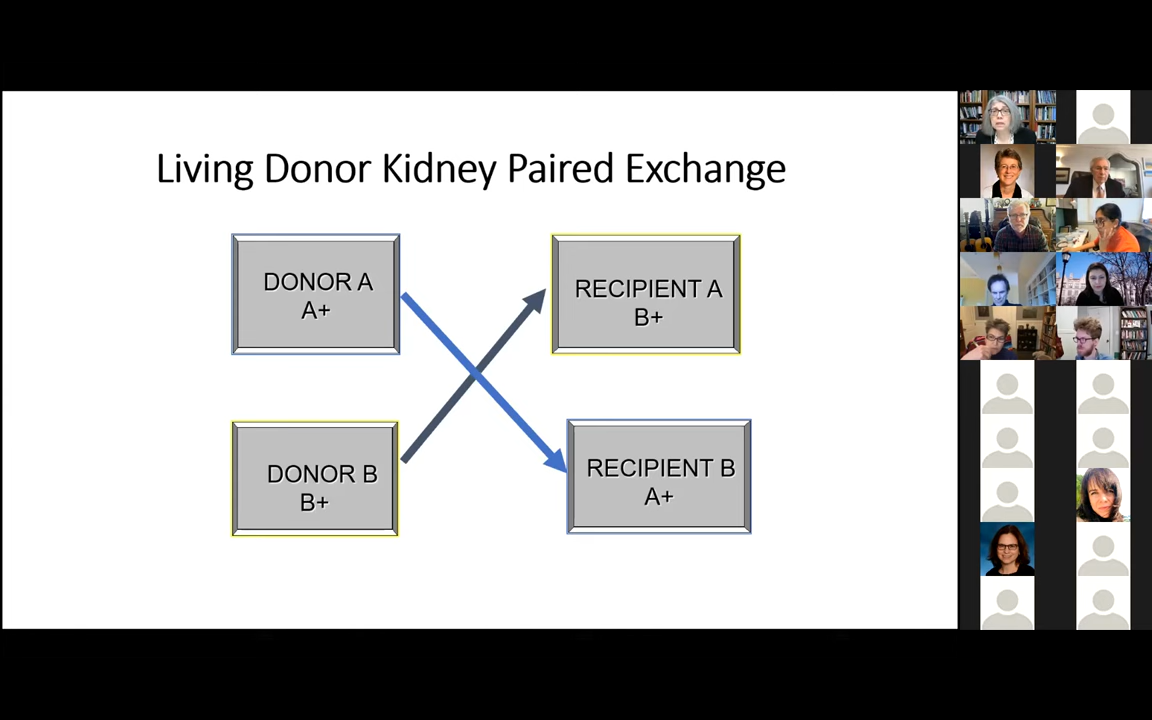 Living Donor Kidney Paired Exchange
DONOR A
A+
RECIPIENT A
B+
DONOR B
B+
RECIPIENT B
A+